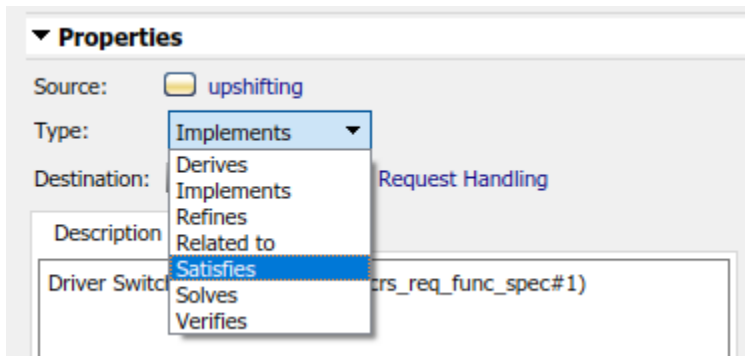 Properties
Source: upshifting
Type: Implements
Derives
Destination: Request Handling
Implements
Refines
Description
Related to
Satisfies
Driver Switch crs_req_func_spec#1)
Solves
Verifies